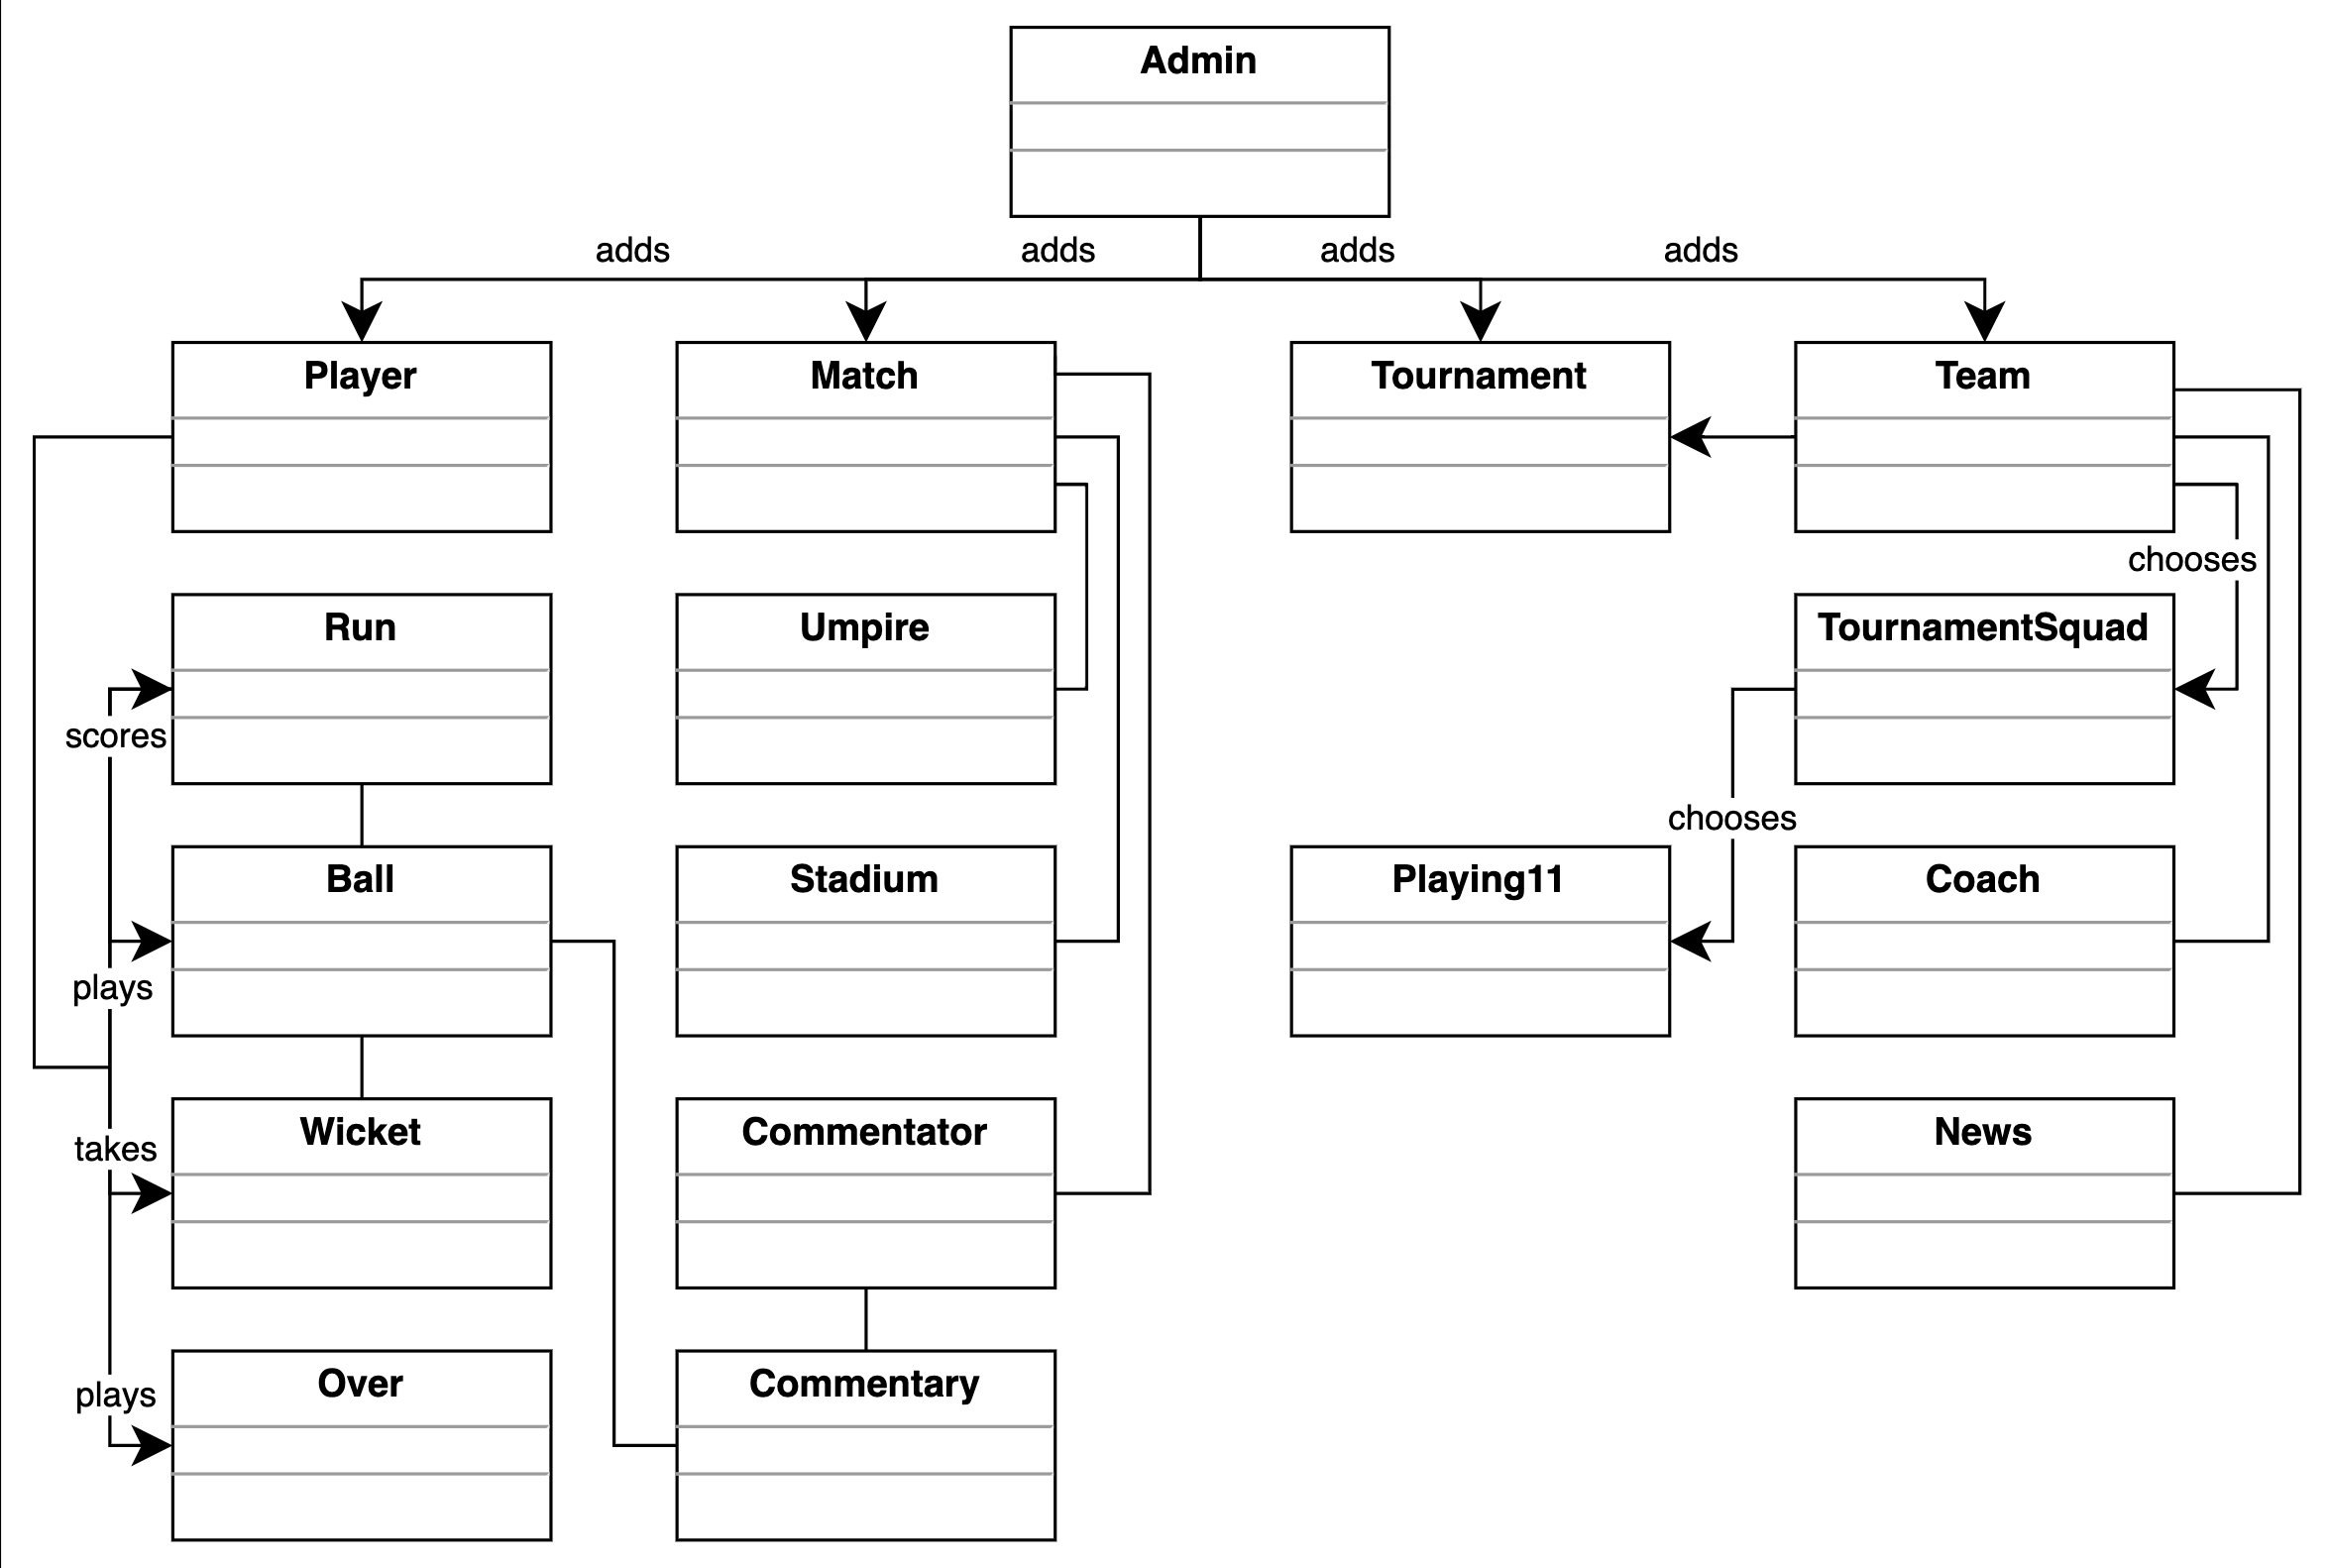 Admin
adds
adds
adds
adds
Player
Match
Tournament
Team
chooses
Run
Umpire
TournamentSquad
scores
chooses
Ball
Stadium
Playing11
Coach
plays
Wicket
Commentator
News
takes
Over
Commentary
plays